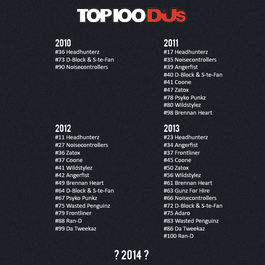 TOP 100 DJs
2010
#36 Headhunterz
#73 D-Block & S-te-Fan
#90 Noisecontrollers
2011
#17 Headhunterz
#35 Noisecontrollers
#39 Angerfist
#40 D-Block & S-te-Fan
#41 Coone
#47 Zatox
#78 Psyko Punkz
#80 Wildstylez
#98 Brennan Heart
2012
#11 Headhunterz
#27 Noisecontrollers
#36 Zatox
#37 Coone
#41 Wildstylez
#42 Angerfist
#49 Brennan Heart
#64 D-Block & S-te-Fan
#67 Psyko Punkz
#75 Wasted Penguinz
#79 Frontliner
#88 Ran-D
#99 Da Tweekaz
2013
#23 Headhunterz
#34 Angerfist
#37 Frontliner
#45 Coone
#50 Zatox
#56 Wildstylez
#61 Brennan Heart
#63 Gunz For Hire
#66 Noisecontrollers
#72 D-Block & S-te-Fan
#75 Adaro
#83 Wasted Penguinz
#86 Da Tweekaz
#100 Ran-D
? 2014 ?